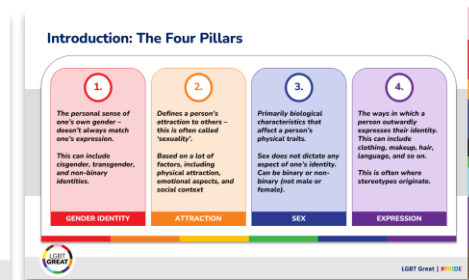 Introduction: The Four Pillars
1.
The personal sense of
one's own gender –
doesn't always match
one's expression.
This can include
cisgender, transgender,
and non-binary
identities.
GENDER IDENTITY
2.
Defines a person's
attraction to others –
this is often called
'sexuality'.
Based on a lot of
factors, including
physical attraction,
emotional aspects, and
social context
ATTRACTION
3.
Primarily biological
characteristics that
affect a person's
physical traits.
Sex does not dictate any
aspect of one's identity.
Can be binary or non-
binary (not male or
female).
SEX
4.
The ways in which a
person outwardly
expresses their identity.
This can include
clothing, makeup, hair,
language, and so on.
This is often where
stereotypes originate.
EXPRESSION
LGBT
GREAT
LGBT Great | #PRIDE